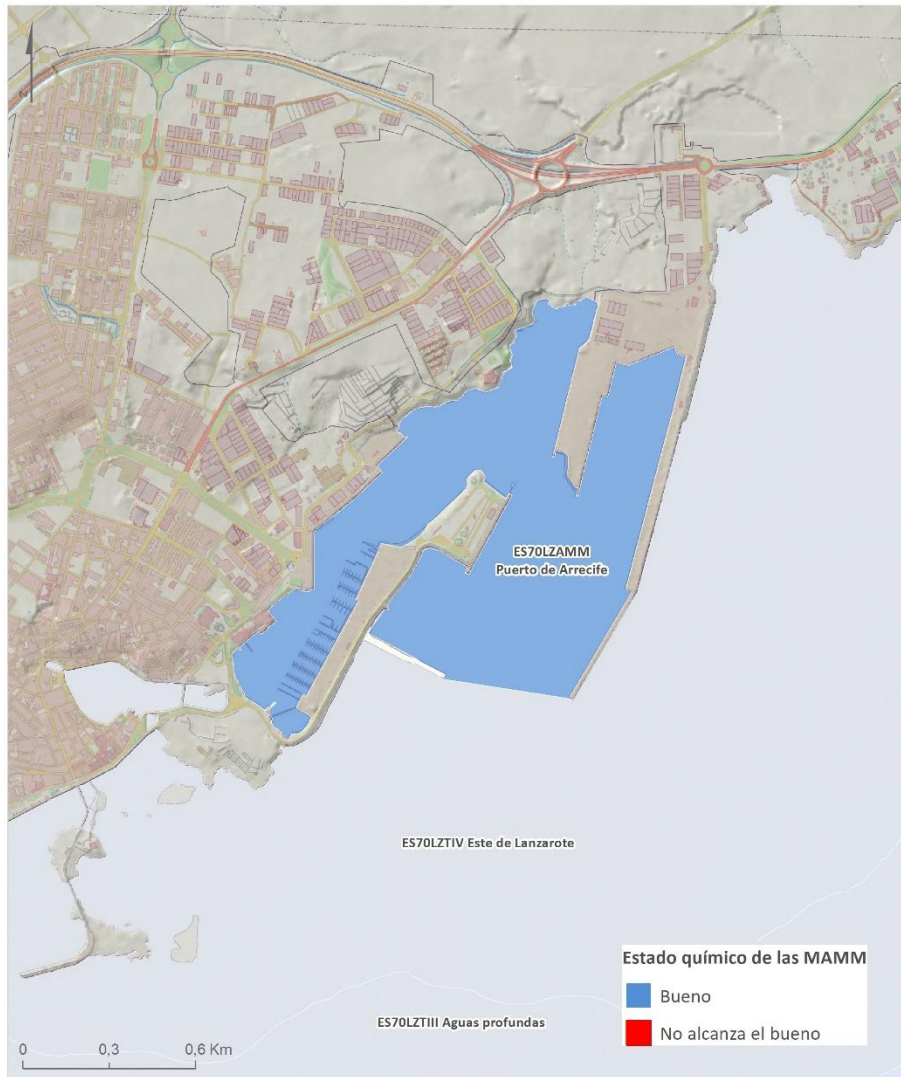 ES70LZAMM
Puerto de Arrecife
ES70LZTIV Este de Lanzarote
ES70LZTIII Aguas profundas
Estado químico de las MAMM
Bueno
No alcanza el bueno
0 0,3 0,6 Km